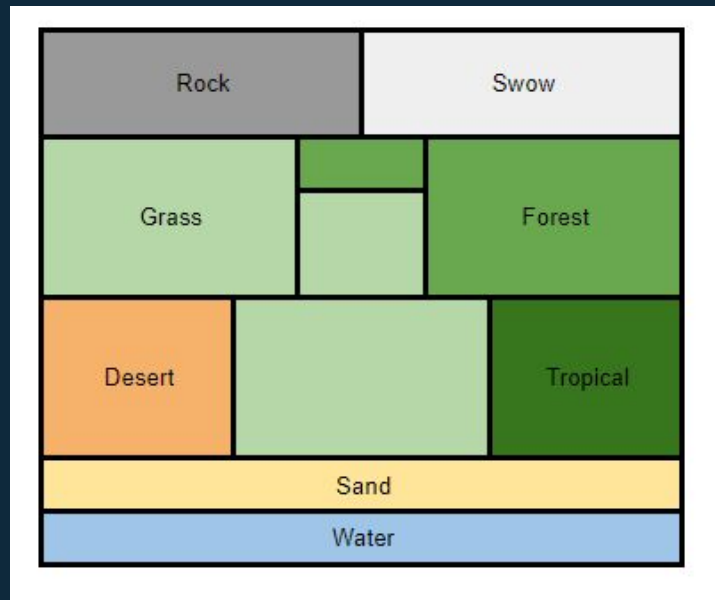 Rock
Swow
Grass
Forest
Desert
Tropical
Sand
Water